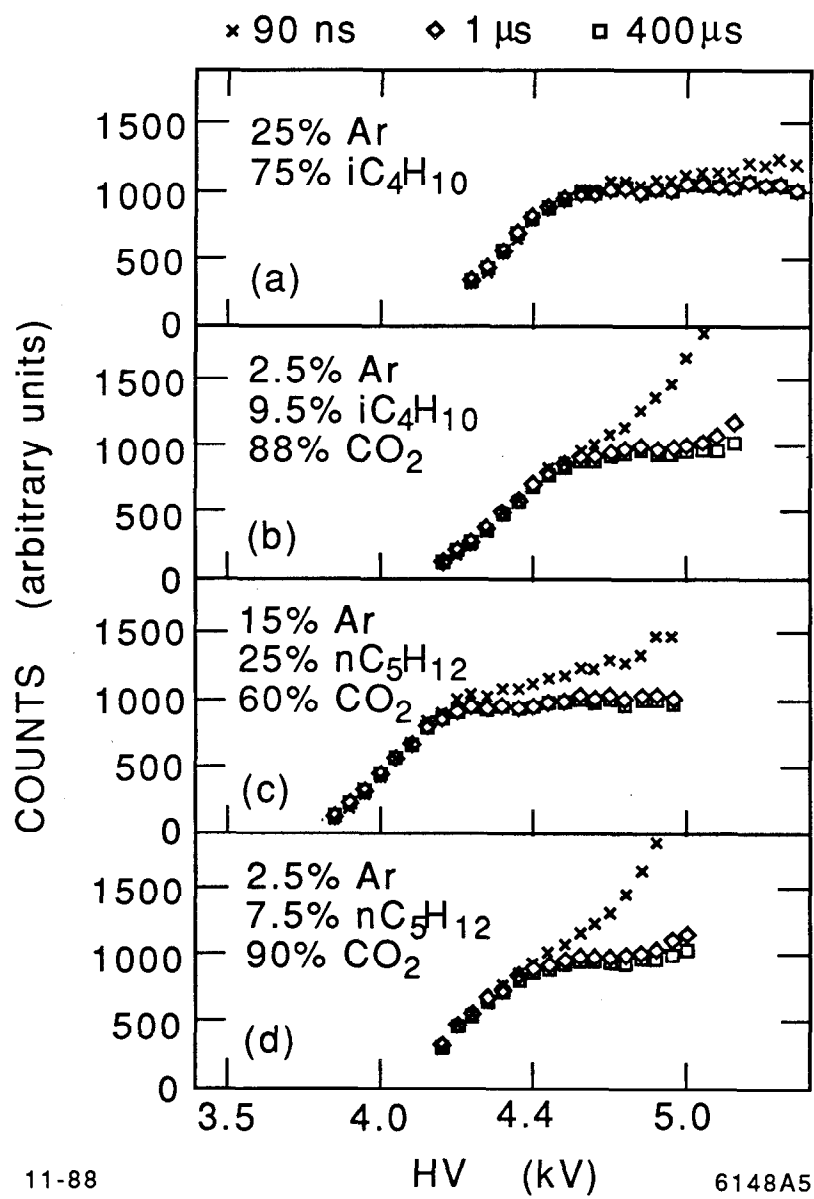 × 90 ns ◇ 1 μs □ 400μs
COUNTS (arbitrary units)
1500
1000
500
0
25% Ar
75% iC₄H₁₀
(a)
1500
1000
500
0
2.5% Ar
9.5% iC₄H₁₀
88% CO₂
(b)
1500
1000
500
0
15% Ar
25% nC₅H₁₂
60% CO₂
(c)
1500
1000
500
0
2.5% Ar
7.5% nC₅H₁₂
90% CO₂
(d)
3.5 4.0 4.4 5.0
HV (kV)
11-88 6148A5